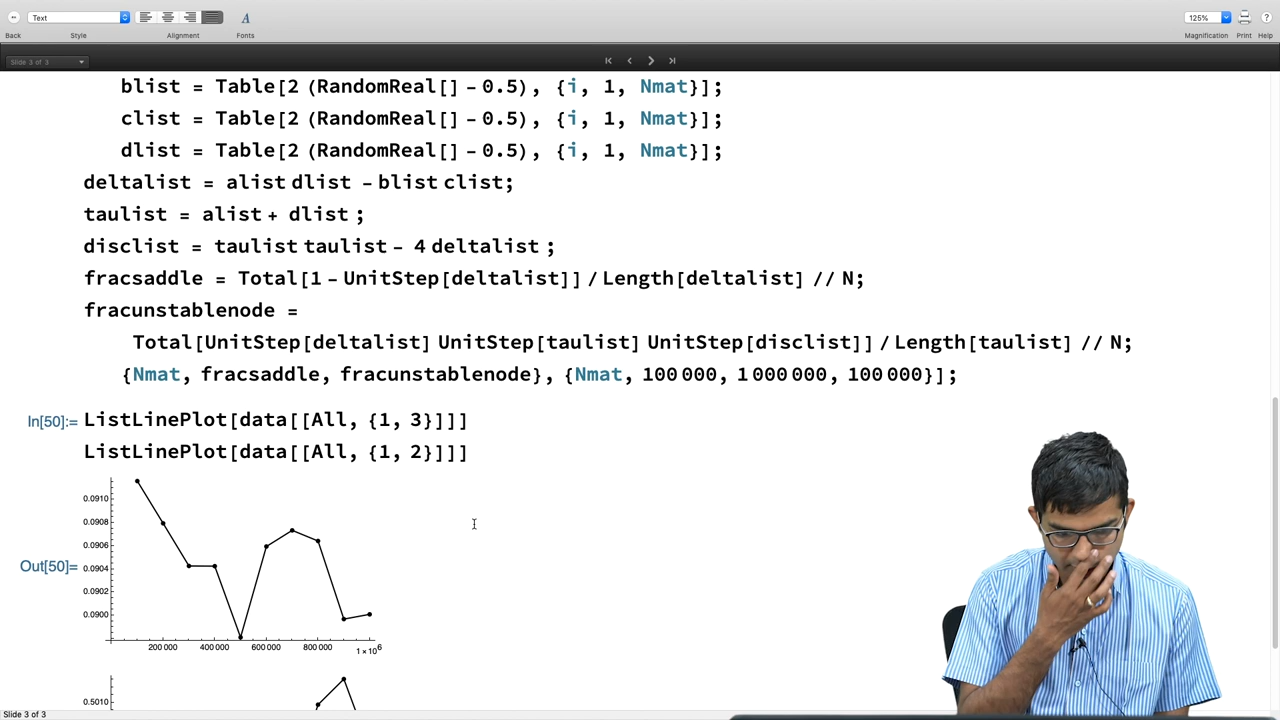 Text
125%
Back
Style
Alignment
Fonts
Magnification
Print
Help
Slide 3 of 3
blist = Table[2 (RandomReal[] - 0.5), {i, 1, Nmat}];
clist = Table[2 (RandomReal[] - 0.5), {i, 1, Nmat}];
dlist = Table[2 (RandomReal[] - 0.5), {i, 1, Nmat}];
deltalist = alist dlist - blist clist;
taulist = alist + dlist ;
disclist = taulist taulist - 4 deltalist ;
fracsaddle = Total[1 - UnitStep[deltalist]] / Length[deltalist] // N;
fracunstablenode =
Total[UnitStep[deltalist] UnitStep[taulist] UnitStep[disclist]] / Length[taulist] // N;
{Nmat, fracsaddle, fracunstablenode}, {Nmat, 100 000, 1 000 000, 100 000}];
In[50]:= ListLinePlot[data[[All, {1, 3}]]]
ListLinePlot[data[[All, {1, 2}]]]
0.0910
0.0908
0.0906
Out[50]= 0.0904
0.0902
0.0900
200 000 400 000 600 000 800 000 1 × 10^6
0.5010
Slide 3 of 3